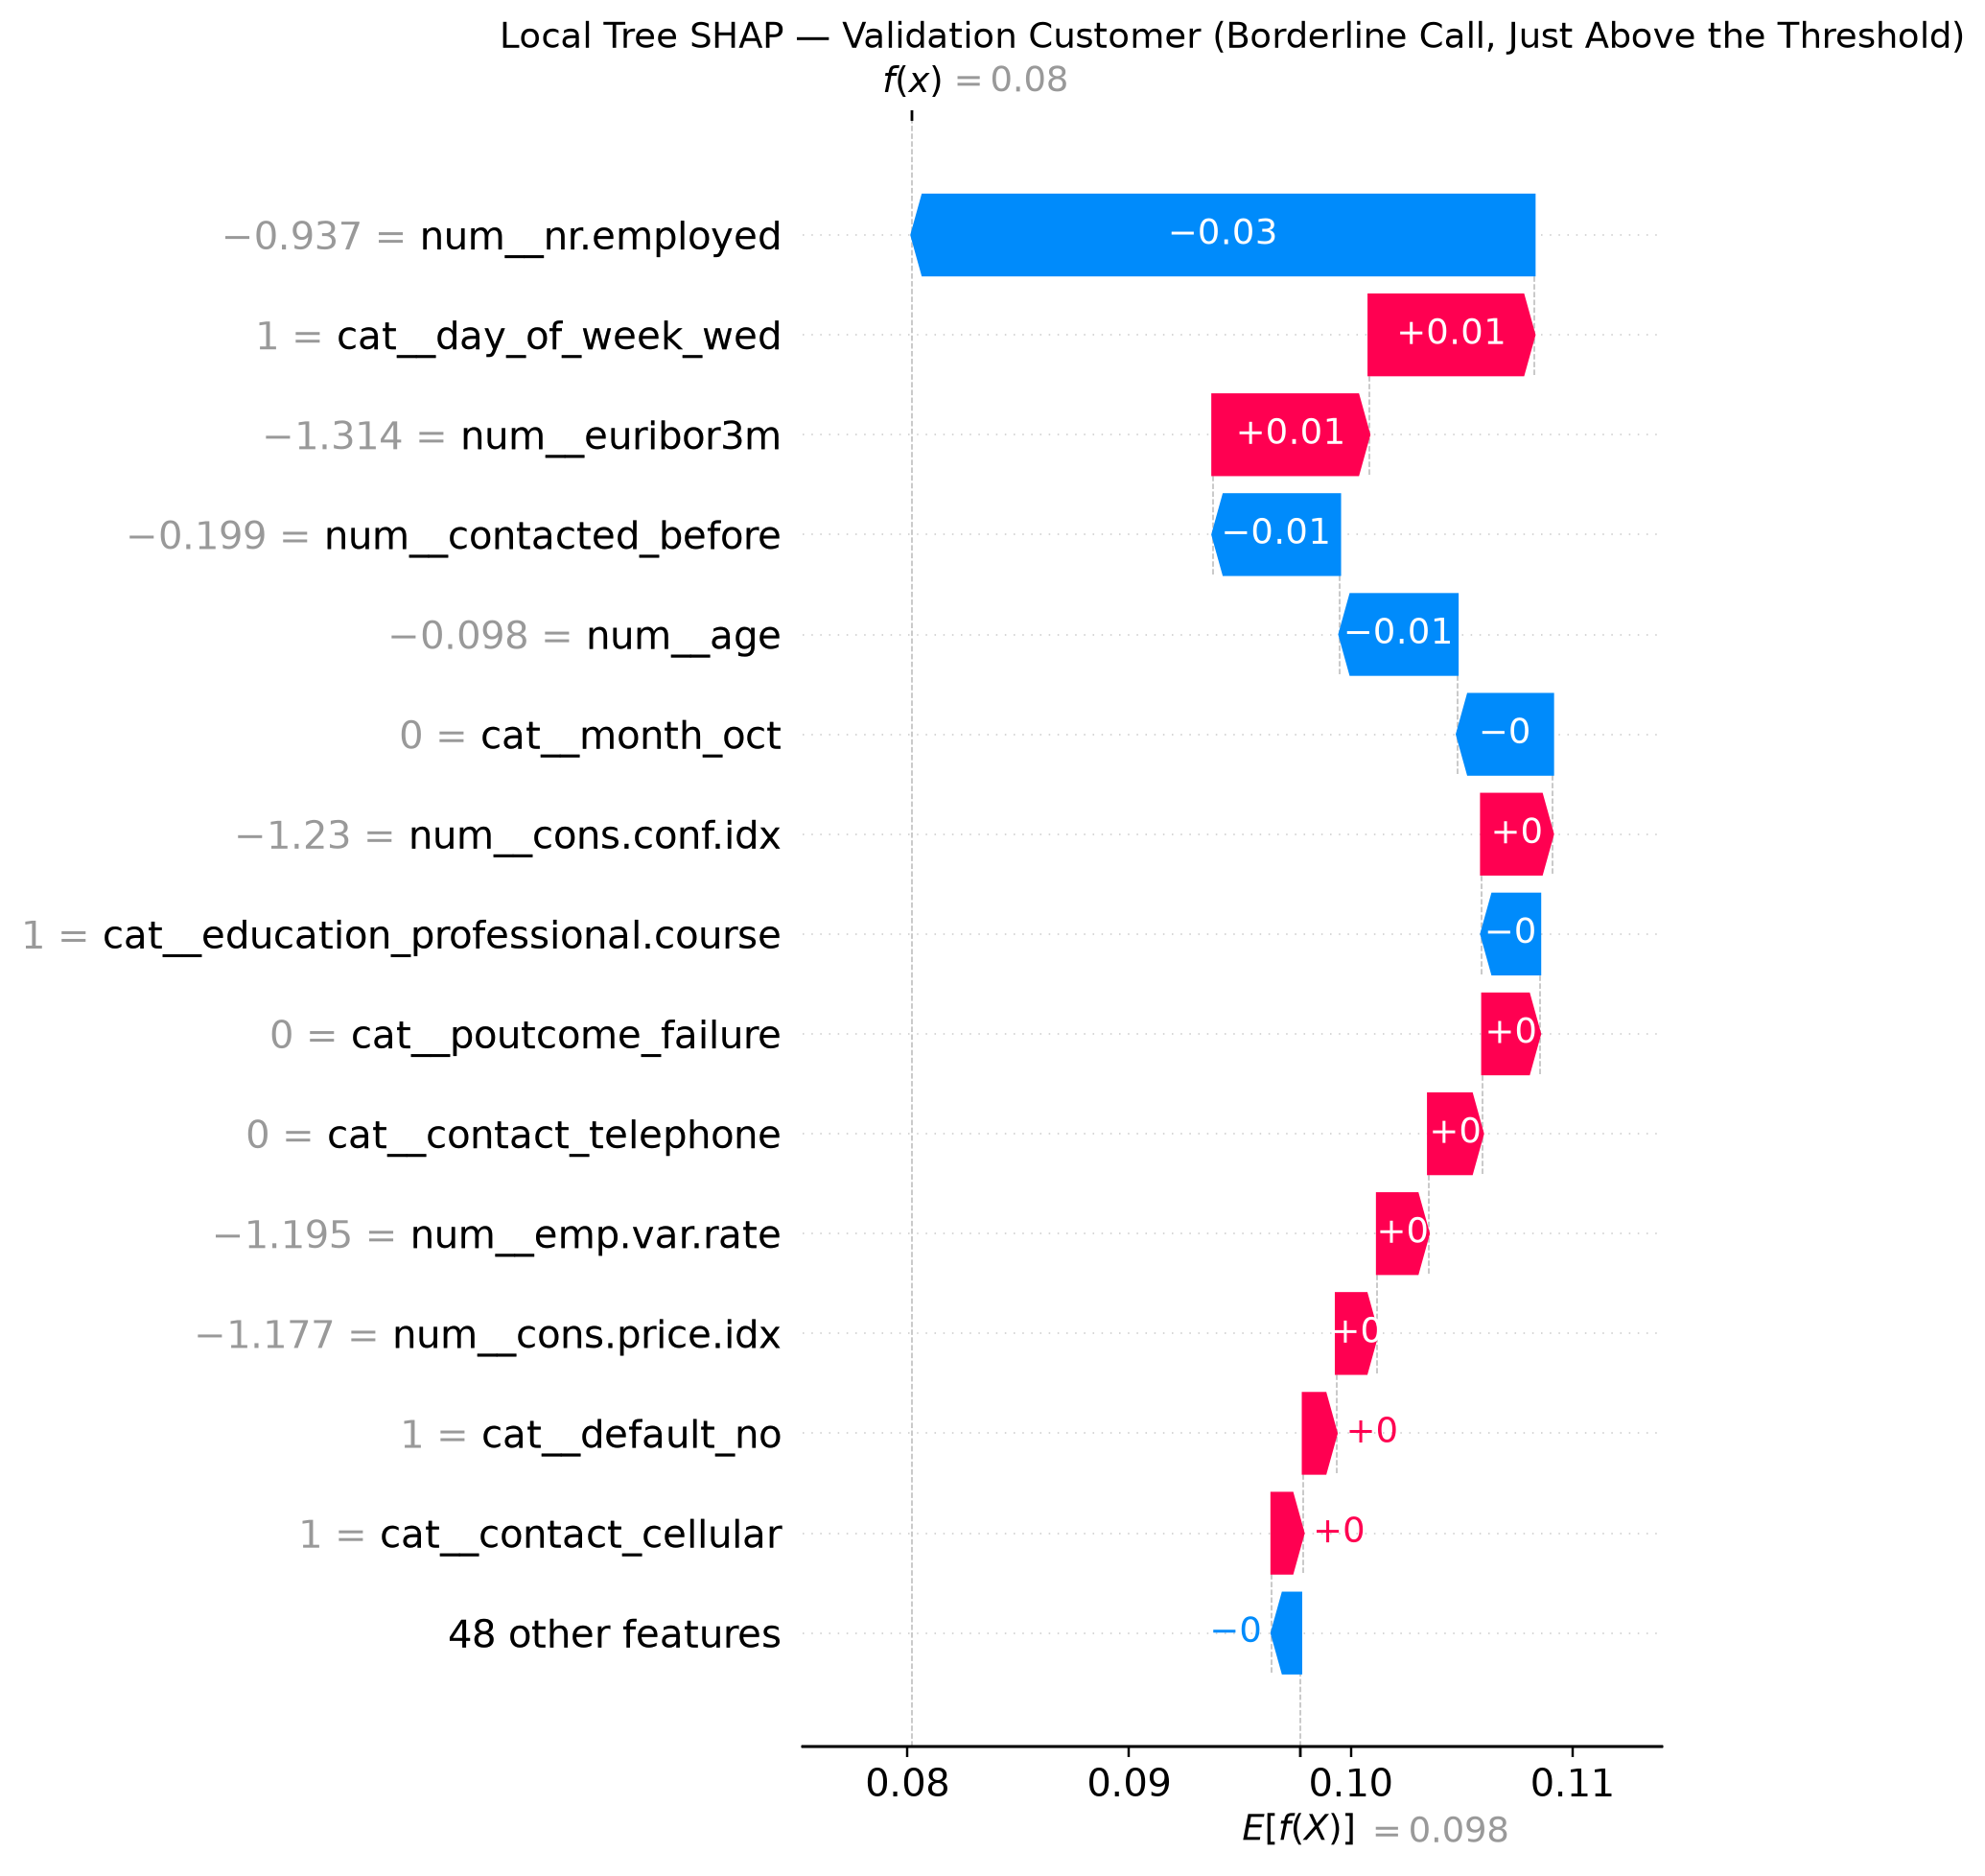 Local Tree SHAP — Validation Customer (Borderline Call, Just Above the Threshold)
f(x) = 0.08
−0.937 = num__nr.employed −0.03
1 = cat__day_of_week_wed +0.01
−1.314 = num__euribor3m +0.01
−0.199 = num__contacted_before −0.01
−0.098 = num__age −0.01
0 = cat__month_oct −0
−1.23 = num__cons.conf.idx +0
1 = cat__education_professional.course −0
0 = cat__poutcome_failure +0
0 = cat__contact_telephone +0
−1.195 = num__emp.var.rate +0
−1.177 = num__cons.price.idx +0
1 = cat__default_no +0
1 = cat__contact_cellular +0
48 other features −0
0.08 0.09 0.10 0.11
E[f(X)] = 0.098